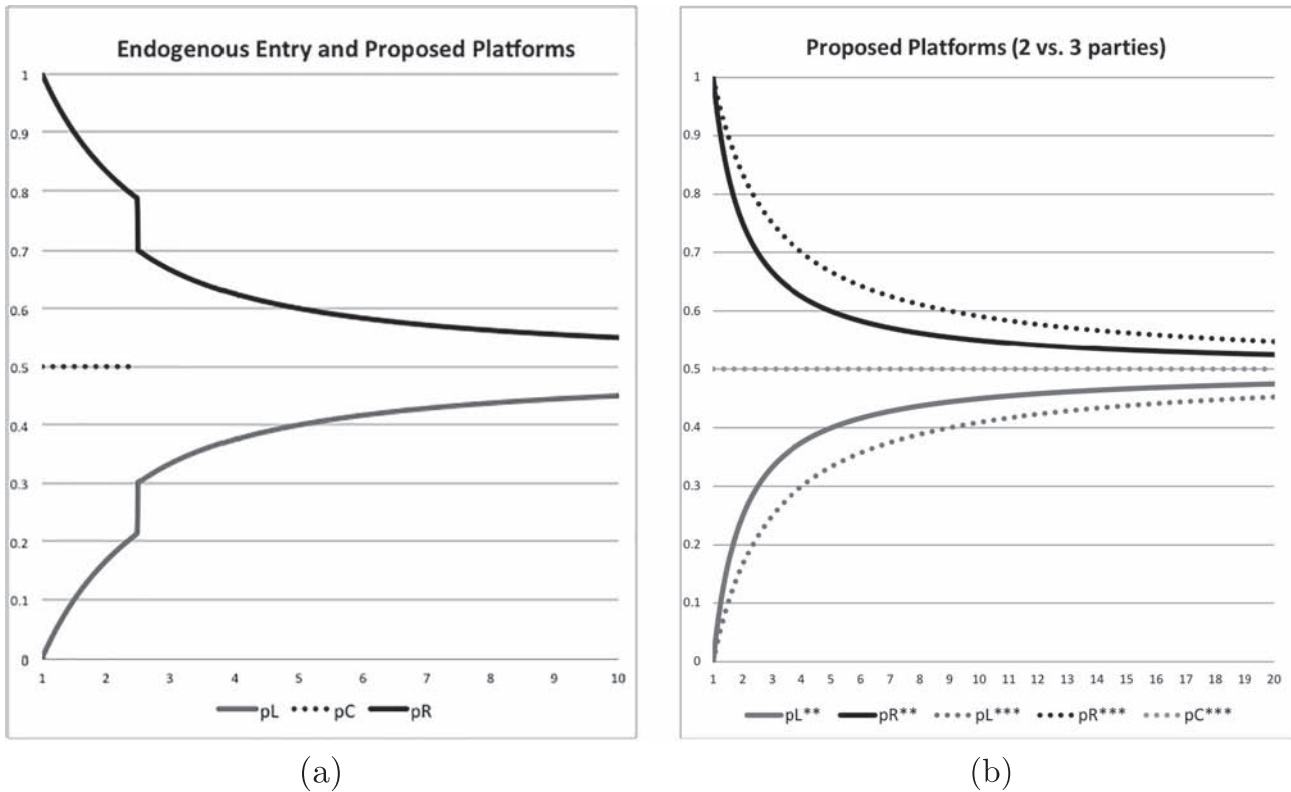 Endogenous Entry and Proposed Platforms
1
0.9
0.8
0.7
0.6
0.5
0.4
0.3
0.2
0.1
0
1 2 3 4 5 6 7 8 9 10
pL pC pR
(a)
Proposed Platforms (2 vs. 3 parties)
1
0.9
0.8
0.7
0.6
0.5
0.4
0.3
0.2
0.1
0
1 2 3 4 5 6 7 8 9 10 11 12 13 14 15 16 17 18 19 20
pL** pR** pL*** pR*** pC***
(b)